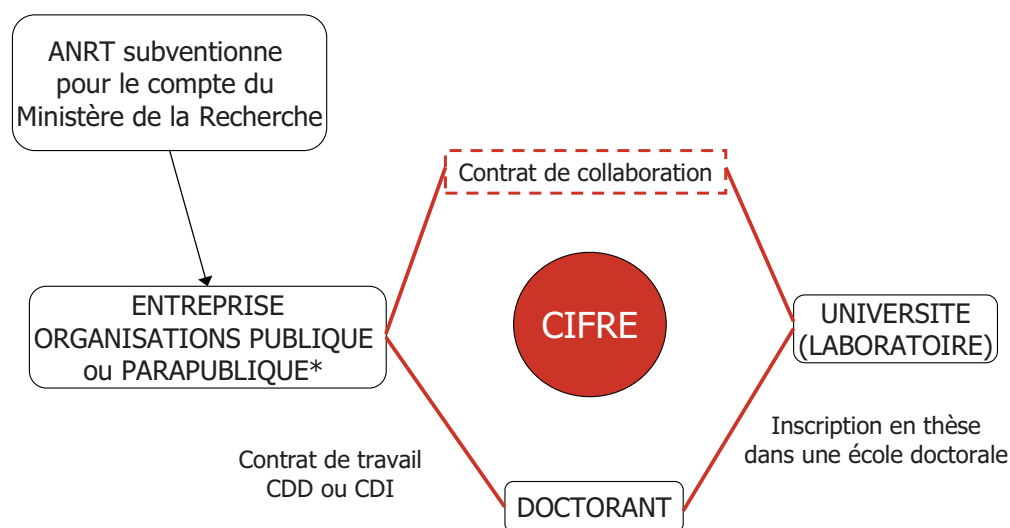 ANRT subventionne
pour le compte du
Ministère de la Recherche
Contrat de collaboration
ENTREPRISE
ORGANISATIONS PUBLIQUE
ou PARAPUBLIQUE*
CIFRE
UNIVERSITE
(LABORATOIRE)
Contrat de travail
CDD ou CDI
Inscription en thèse
dans une école doctorale
DOCTORANT